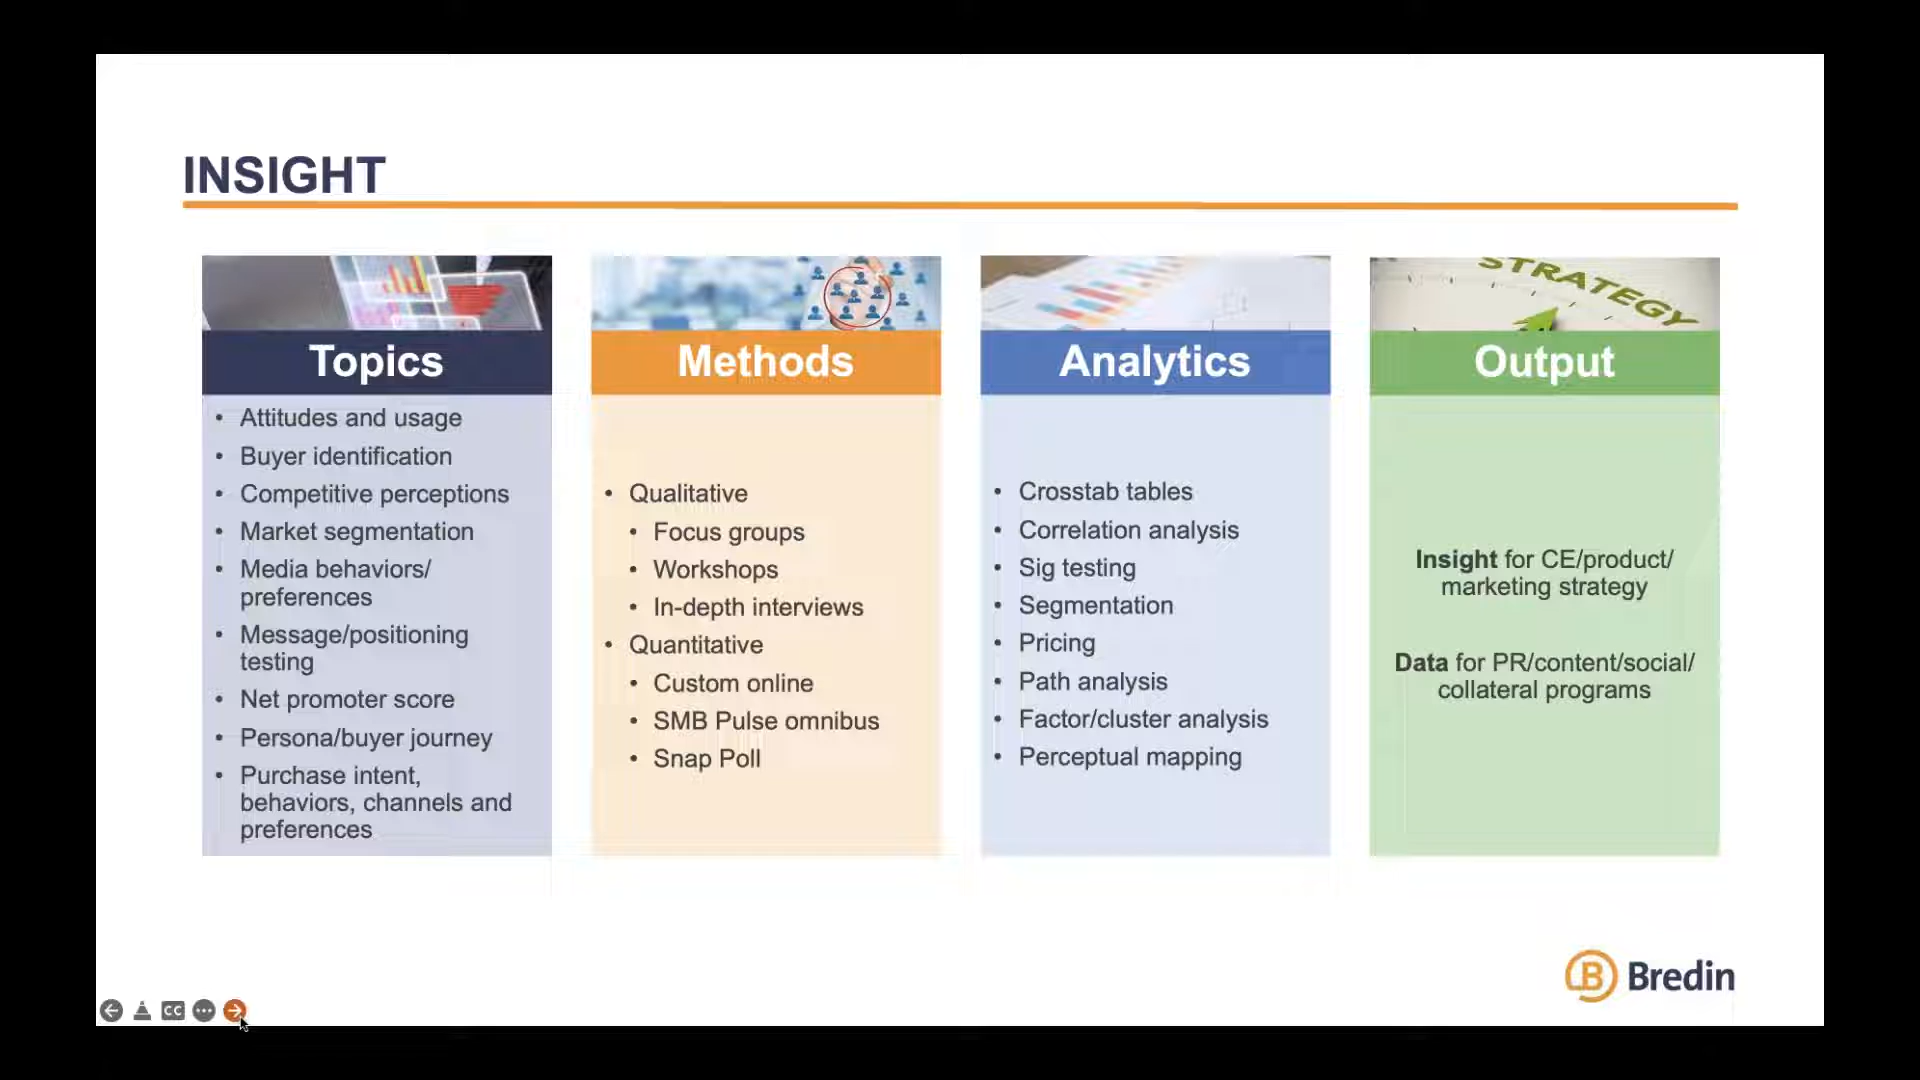 INSIGHT
STRATEGY
Topics
• Attitudes and usage
• Buyer identification
• Competitive perceptions
• Market segmentation
• Media behaviors/
preferences
• Message/positioning
testing
• Net promoter score
• Persona/buyer journey
• Purchase intent,
behaviors, channels and
preferences
Methods
• Qualitative
• Focus groups
• Workshops
• In-depth interviews
• Quantitative
• Custom online
• SMB Pulse omnibus
• Snap Poll
Analytics
• Crosstab tables
• Correlation analysis
• Sig testing
• Segmentation
• Pricing
• Path analysis
• Factor/cluster analysis
• Perceptual mapping
Output
Insight for CE/product/
marketing strategy
Data for PR/content/social/
collateral programs
B Bredin
CC